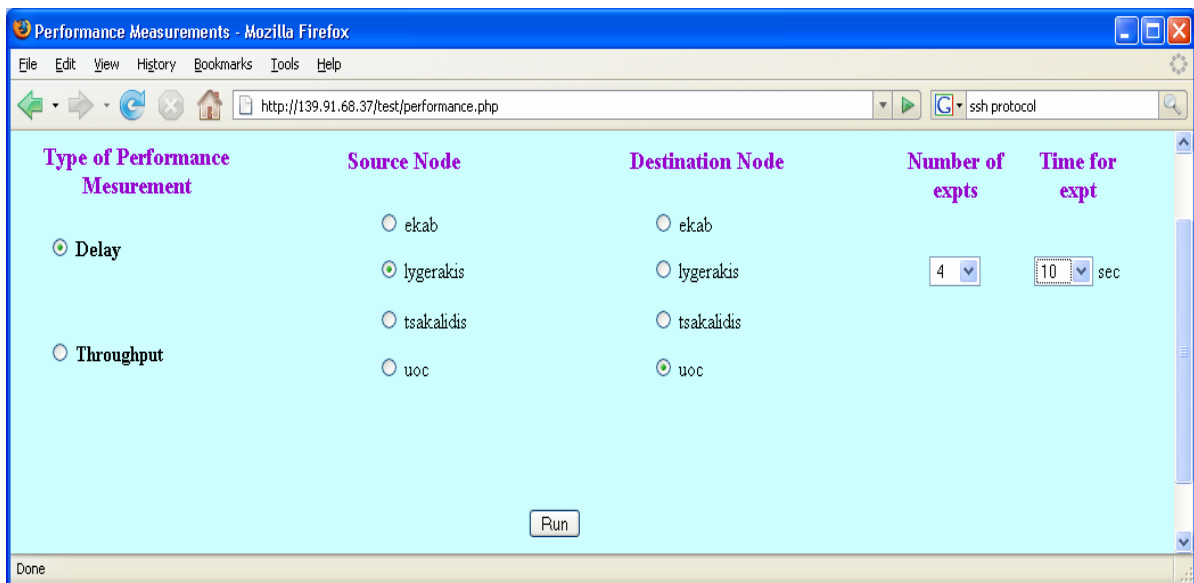 Performance Measurements - Mozilla Firefox
File Edit View History Bookmarks Tools Help
http://139.91.68.37/test/performance.php
G ssh protocol
Type of Performance
Mesurement
Source Node
Destination Node
Number of
expts
Time for
expt
Delay
Throughput
ekab
lygerakis
tsakalidis
uoc
ekab
lygerakis
tsakalidis
uoc
4
10 sec
Run
Done